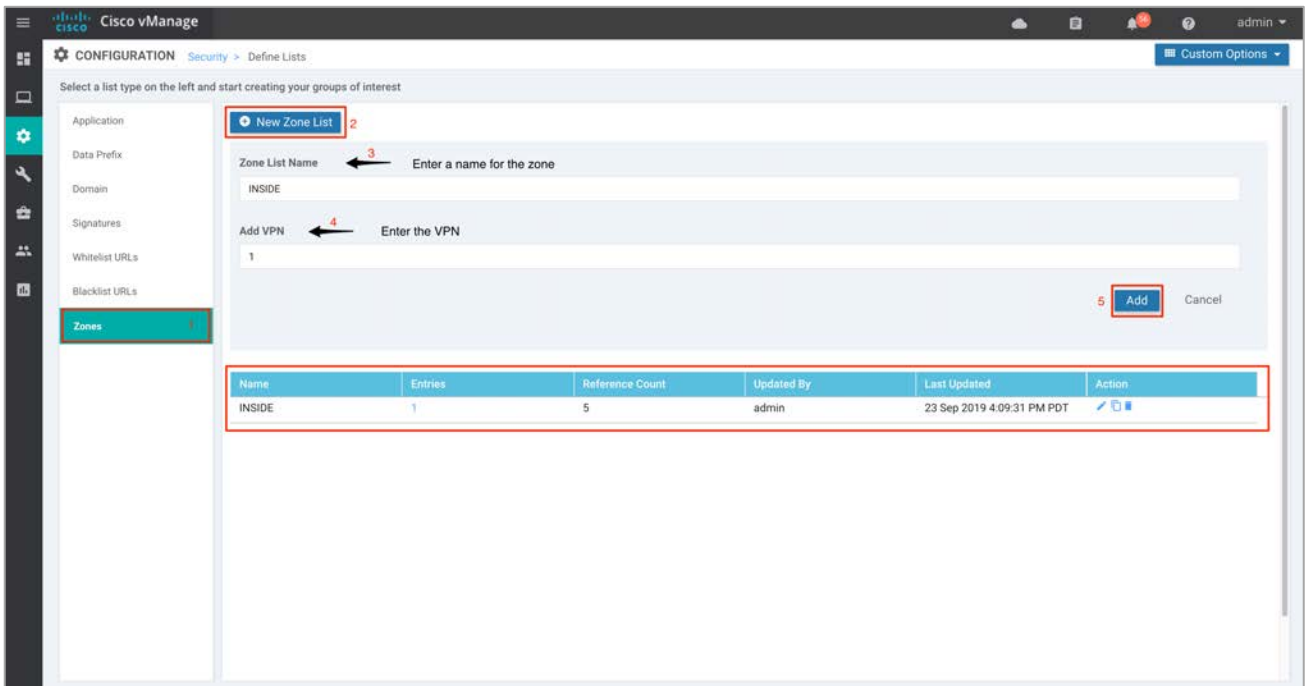 cisco Cisco vManage 54 admin
CONFIGURATION Security > Define Lists Custom Options
Select a list type on the left and start creating your groups of interest
Application
Data Prefix
Domain
Signatures
Whitelist URLs
Blacklist URLs
Zones 1
New Zone List 2
Zone List Name 3 Enter a name for the zone
INSIDE
Add VPN 4 Enter the VPN
1
5 Add Cancel
Name Entries Reference Count Updated By Last Updated Action
INSIDE 1 5 admin 23 Sep 2019 4:09:31 PM PDT